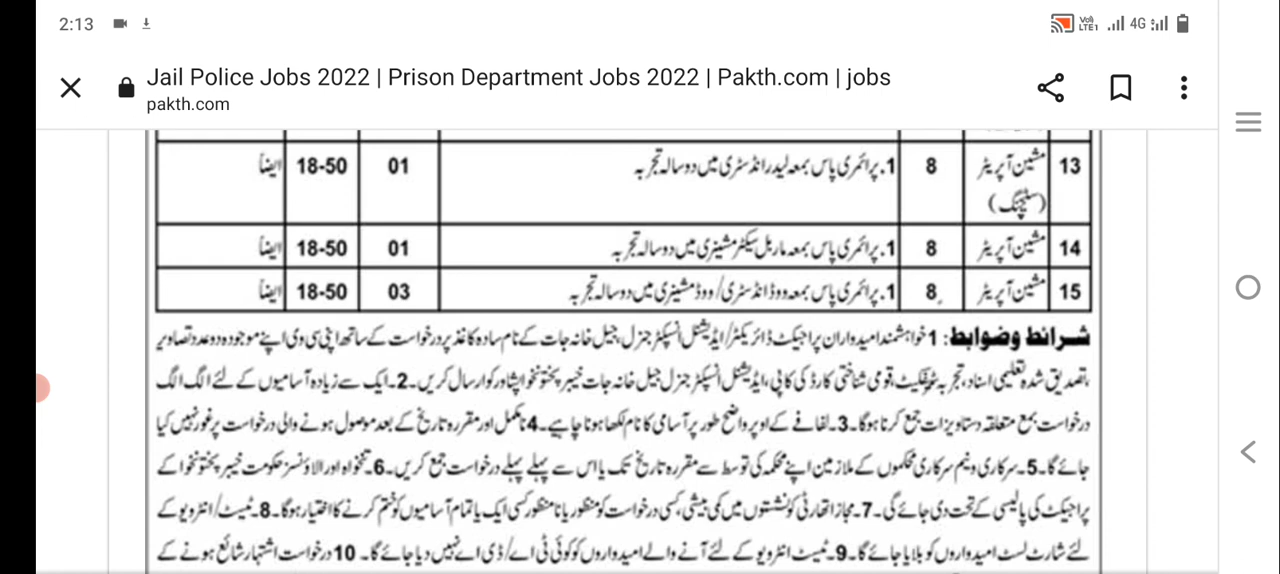 2:13 VoD LTE1 4G
Jail Police Jobs 2022 | Prison Department Jobs 2022 | Pakth.com | jobs
pakth.com
13 مشین آپریٹر (سٹیچنگ) 8 1. پرائمری پاس بمعہ لیدر انڈسٹری میں دوسالہ تجربہ 01 18-50 ایضاً
14 مشین آپریٹر 8 1. پرائمری پاس بمعہ ماربل سیکٹر مشینری میں دوسالہ تجربہ 01 18-50 ایضاً
15 مشین آپریٹر 8 1. پرائمری پاس بمعہ ووڈ انڈسٹری/ ووڈ مشینری میں دوسالہ تجربہ 03 18-50 ایضاً
شرائط وضوابط: 1 خواہشمند امیدواران پراجیکٹ ڈائریکٹر/ ایڈیشنل انسپکٹر جنرل، جیل خانہ جات کے نام سادہ کاغذ پر درخواست کے ساتھ اپنی سی وی اپنے موجودہ دو عدد تصاویر
،تصدیق شدہ تعلیمی اسناد، تجربہ سرٹیفکیٹ، قومی شناختی کارڈ کی کاپی، ایڈیشنل انسپکٹر جنرل جیل خانہ جات خیبر پختونخوا پشاور کو ارسال کریں۔2۔ایک سے زیادہ آسامیوں کے لئے الگ الگ
درخواست بمع متعلقہ دستاویزات جمع کرنا ہوگا۔3۔لفافے کے اوپر واضح طور پر آسامی کا نام لکھا ہونا چاہیے۔4 نامکمل اور مقررہ تاریخ کے بعد موصول ہونے والی درخواست پر غور نہیں کیا
جائے گا۔5۔سرکاری و نیم سرکاری محکموں کے ملازمین اپنے محکمہ کی توسط سے مقررہ تاریخ تک یا اس سے پہلے پہلے درخواست جمع کریں۔6۔تنخواہ اور الاؤنسز حکومت خیبر پختونخوا کے
پراجیکٹ کی پالیسی کے تحت دی جائے گی۔7۔مجاز اتھارٹی کو نشستوں میں کمی بیشی، کسی درخواست کو منظور یا نامنظور کسی ایک یا تمام آسامیوں کو ختم کرنے کا اختیار ہوگا۔8۔ٹیسٹ/ انٹرویو کے
لئے شارٹ لسٹ امیدواروں کو بلایا جائے گا۔9۔ٹیسٹ انٹرویو کے لئے آنے والے امیدواروں کو کوئی ٹی اے/ ڈی اے نہیں دیا جائے گا۔ 10 درخواست اشتہار شائع ہونے کے